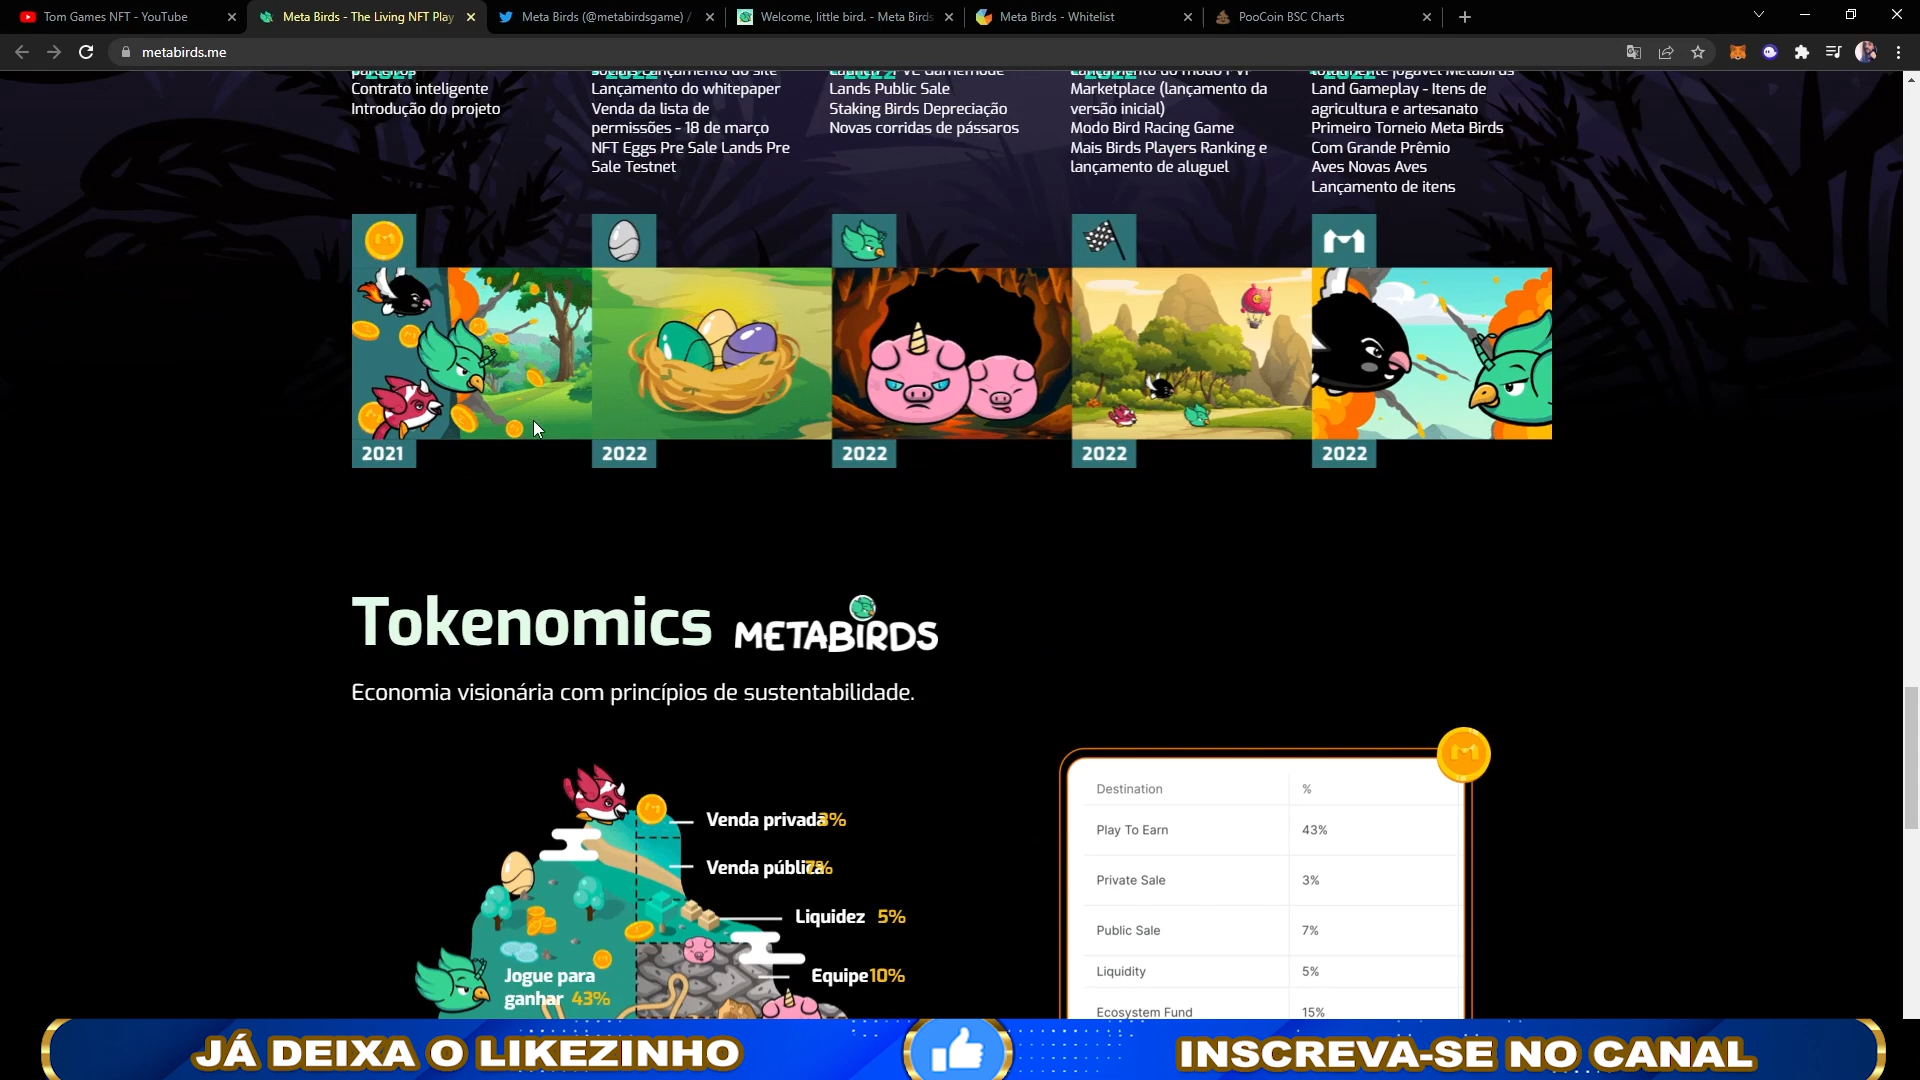 Tom Games NFT - YouTube
Meta Birds - The Living NFT Play
Meta Birds (@metabirdsgame) /
Welcome, little bird. - Meta Birds
Meta Birds - Whitelist
PooCoin BSC Charts
metabirds.me
Contrato inteligente
Introdução do projeto
Lançamento do whitepaper
Venda da lista de
permissões - 18 de março
NFT Eggs Pre Sale Lands Pre
Sale Testnet
Lands Public Sale
Staking Birds Depreciação
Novas corridas de pássaros
Marketplace (lançamento da
versão inicial)
Modo Bird Racing Game
Mais Birds Players Ranking e
lançamento de aluguel
Land Gameplay - Itens de
agricultura e artesanato
Primeiro Torneio Meta Birds
Com Grande Prêmio
Aves Novas Aves
Lançamento de itens
2021
2022
2022
2022
2022
Tokenomics METABIRDS
Economia visionária com princípios de sustentabilidade.
Venda privada 3%
Venda pública 7%
Liquidez 5%
Equipe 10%
Jogue para
ganhar 43%
Destination %
Play To Earn 43%
Private Sale 3%
Public Sale 7%
Liquidity 5%
Ecosystem Fund 15%
JÁ DEIXA O LIKEZINHO
INSCREVA-SE NO CANAL